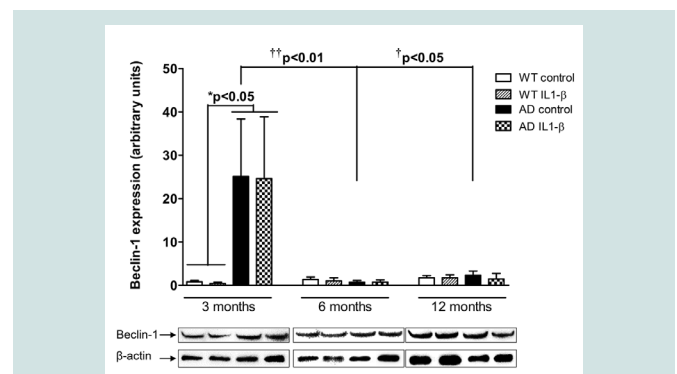 ††p<0.01
†p<0.05
*p<0.05
Beclin-1 expression (arbitrary units)
50
40
30
20
10
0
WT control
WT IL1-β
AD control
AD IL1-β
3 months
6 months
12 months
Beclin-1
β-actin